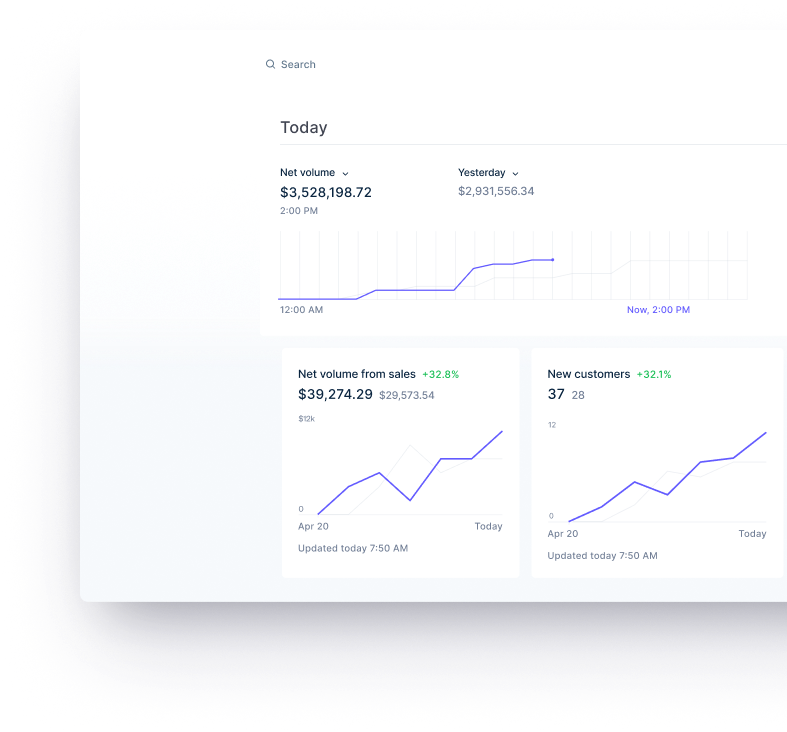 Search
Today
Net volume
$3,528,198.72
2:00 PM
Yesterday
$2,931,556.34
12:00 AM
Now, 2:00 PM
Net volume from sales +32.8%
$39,274.29 $29,573.54
$12k
0
Apr 20 Today
Updated today 7:50 AM
New customers +32.1%
37 28
12
0
Apr 20 Today
Updated today 7:50 AM